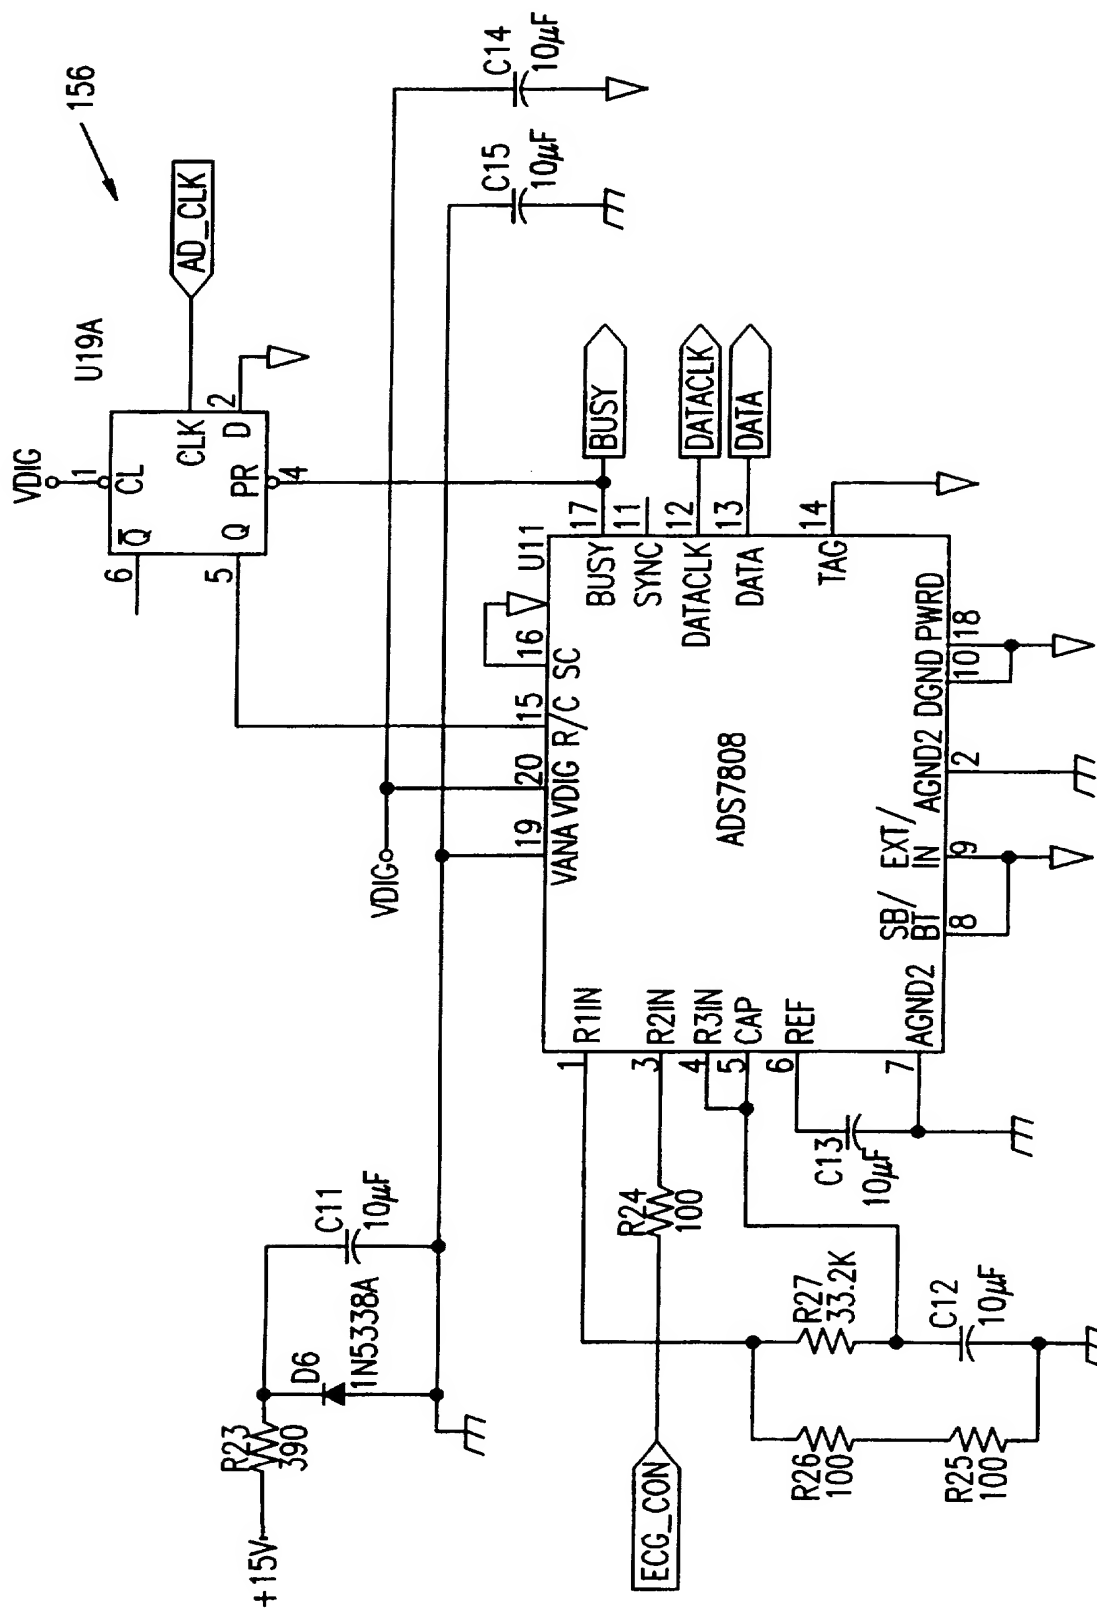 156
AD_CLK
U19A
VDIG
1
CL
CLK
2
D
PR
4
Q
6
Q
5
C14
10µF
C15
10µF
VDIG
U11
BUSY
17
BUSY
SYNC
11
DATACLK
12
DATACLK
DATA
13
DATA
TAG
14
16
SC
15
R/C
20
VDIG
19
VANA
ADS7808
PWRD
18
DGND
10
AGND2
2
EXT/
IN
9
SB/
BT
8
AGND2
7
REF
6
CAP
5
R3IN
4
R2IN
3
R1IN
1
C13
10µF
R24
100
ECG_CON
R27
33.2K
C12
10µF
R26
100
R25
100
C11
10µF
D6
1N5338A
R23
390
+15V